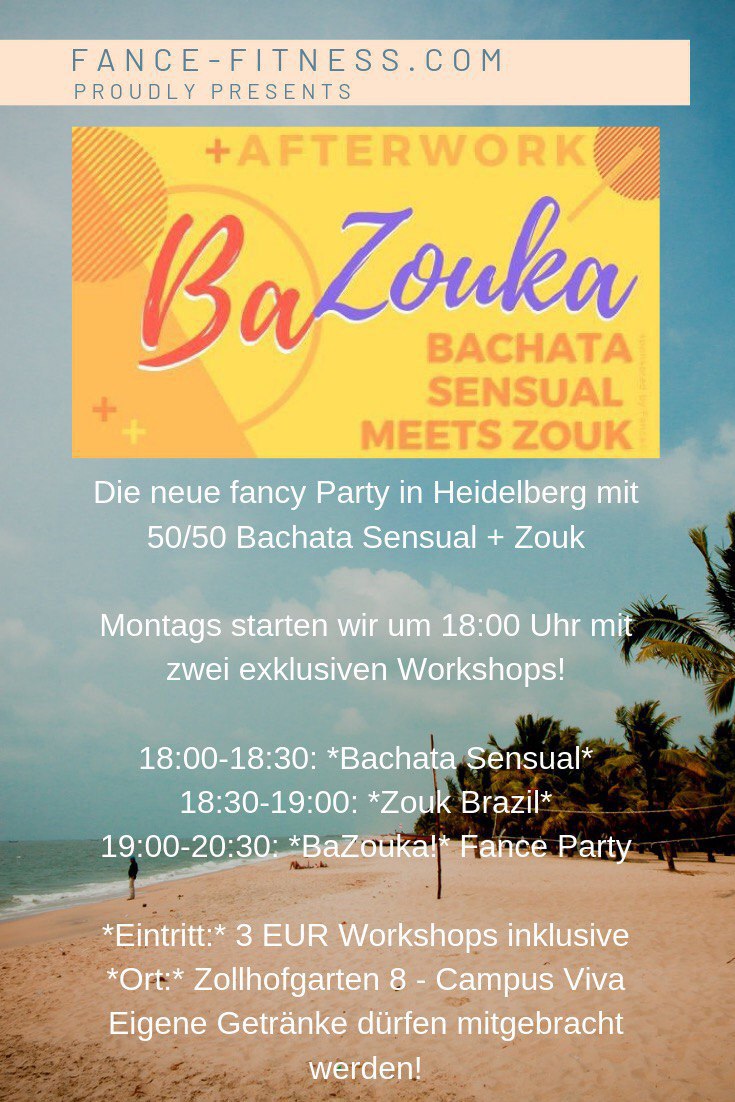 FANCE-FITNESS.COM
PROUDLY PRESENTS
+AFTERWORK
BaZouka
BACHATA
SENSUAL
MEETS ZOUK
Die neue fancy Party in Heidelberg mit
50/50 Bachata Sensual + Zouk
Montags starten wir um 18:00 Uhr mit
zwei exklusiven Workshops!
18:00-18:30: *Bachata Sensual*
18:30-19:00: *Zouk Brazil*
19:00-20:30: *BaZouka!* Fance Party
*Eintritt:* 3 EUR Workshops inklusive
*Ort:* Zollhofgarten 8 - Campus Viva
Eigene Getränke dürfen mitgebracht
werden!